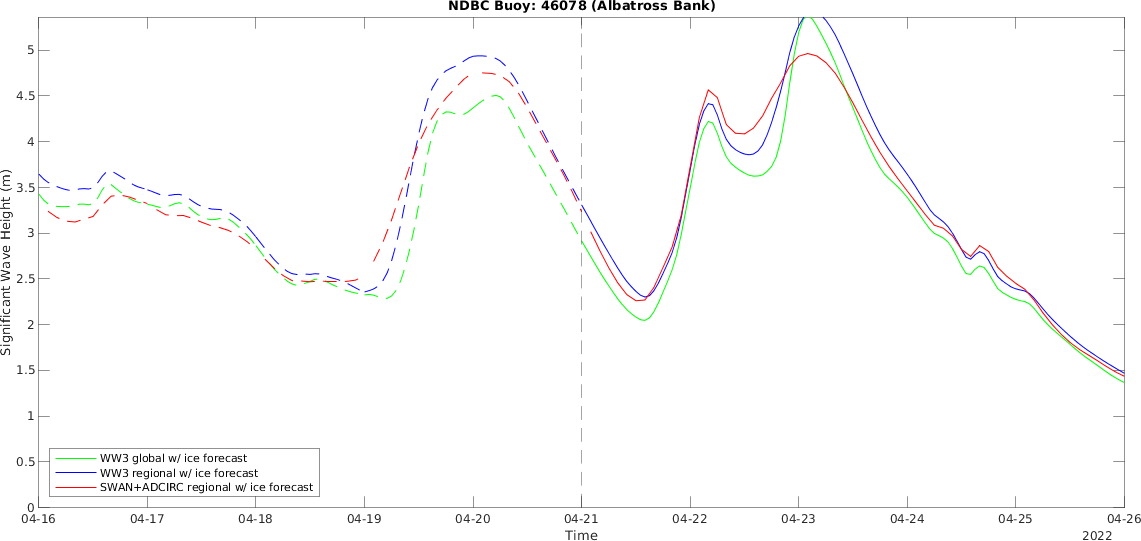 NDBC Buoy: 46078 (Albatross Bank)
Significant Wave Height (m)
5
4.5
4
3.5
3
2.5
2
1.5
1
0.5
0
WW3 global w/ ice forecast
WW3 regional w/ ice forecast
SWAN+ADCIRC regional w/ ice forecast
04-16 04-17 04-18 04-19 04-20 04-21 04-22 04-23 04-24 04-25 04-26
Time
2022